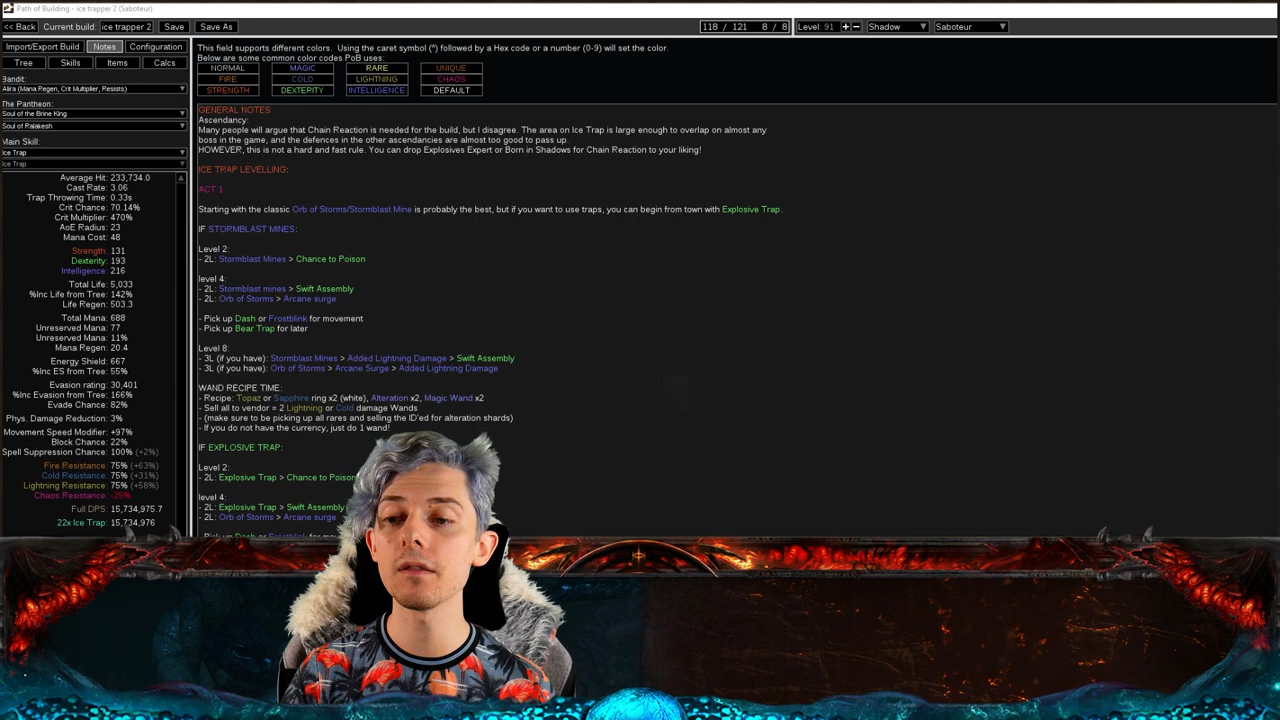 Path of Building - ice trapper 2 (Saboteur)
<< Back Current build: ice trapper 2 Save Save As 118 / 121 8 / 8 Level: 91 Shadow Saboteur
Import/Export Build Notes Configuration
Tree Skills Items Calcs
Bandit:
Alira (Mana Regen, Crit Multiplier, Resists)
The Pantheon:
Soul of the Brine King
Soul of Ralakesh
Main Skill:
Ice Trap
Ice Trap
Average Hit: 233,734.0
Cast Rate: 3.06
Trap Throwing Time: 0.33s
Crit Chance: 70.14%
Crit Multiplier: 470%
AoE Radius: 23
Mana Cost: 48
Strength: 131
Dexterity: 193
Intelligence: 216
Total Life: 5,033
%Inc Life from Tree: 142%
Life Regen: 503.3
Total Mana: 688
Unreserved Mana: 77
Unreserved Mana: 11%
Mana Regen: 20.4
Energy Shield: 667
%Inc ES from Tree: 55%
Evasion rating: 30,401
%Inc Evasion from Tree: 166%
Evade Chance: 82%
Phys. Damage Reduction: 3%
Movement Speed Modifier: +97%
Block Chance: 22%
Spell Suppression Chance: 100% (+2%)
Fire Resistance: 75% (+63%)
Cold Resistance: 75% (+31%)
Lightning Resistance: 75% (+58%)
Chaos Resistance: -25%
Full DPS: 15,734,975.7
22x Ice Trap: 15,734,976
This field supports different colors. Using the caret symbol (^) followed by a Hex code or a number (0-9) will set the color.
Below are some common color codes PoB uses:
NORMAL MAGIC RARE UNIQUE
FIRE COLD LIGHTNING CHAOS
STRENGTH DEXTERITY INTELLIGENCE DEFAULT
GENERAL NOTES:
Ascendancy:
Many people will argue that Chain Reaction is needed for the build, but I disagree. The area on Ice Trap is large enough to overlap on almost any
boss in the game, and the defences in the other ascendancies are almost too good to pass up.
HOWEVER, this is not a hard and fast rule. You can drop Explosives Expert or Born in Shadows for Chain Reaction to your liking!
ICE TRAP LEVELLING:
ACT 1:
Starting with the classic Orb of Storms/Stormblast Mine is probably the best, but if you want to use traps, you can begin from town with Explosive Trap.
IF STORMBLAST MINES:
Level 2:
- 2L: Stormblast Mines > Chance to Poison
level 4:
- 2L: Stormblast mines > Swift Assembly
- 2L: Orb of Storms > Arcane surge
- Pick up Dash or Frostblink for movement
- Pick up Bear Trap for later
Level 8:
- 3L (if you have): Stormblast Mines > Added Lightning Damage > Swift Assembly
- 3L (if you have): Orb of Storms > Arcane Surge > Added Lightning Damage
WAND RECIPE TIME:
- Recipe: Topaz or Sapphire ring x2 (white), Alteration x2, Magic Wand x2
- Sell all to vendor = 2 Lightning or Cold damage Wands
- (make sure to be picking up all rares and selling the ID'ed for alteration shards)
- If you do not have the currency, just do 1 wand!
IF EXPLOSIVE TRAP:
Level 2:
- 2L: Explosive Trap > Chance to Poison
level 4:
- 2L: Explosive Trap > Swift Assembly
- 2L: Orb of Storms > Arcane surge
- Pick up Dash or Frostblink for